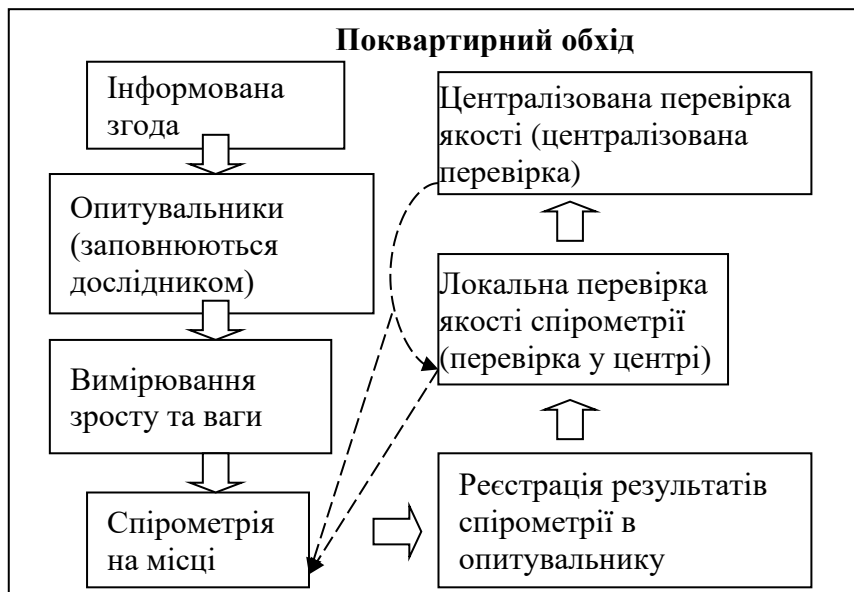 Поквартирний обхід
Інформована
згода
Опитувальники
(заповнюються
дослідником)
Вимірювання
зросту та ваги
Спірометрія
на місці
Реєстрація результатів
спірометрії в
опитувальнику
Локальна перевірка
якості спірометрії
(перевірка у центрі)
Централізована перевірка
якості (централізована
перевірка)